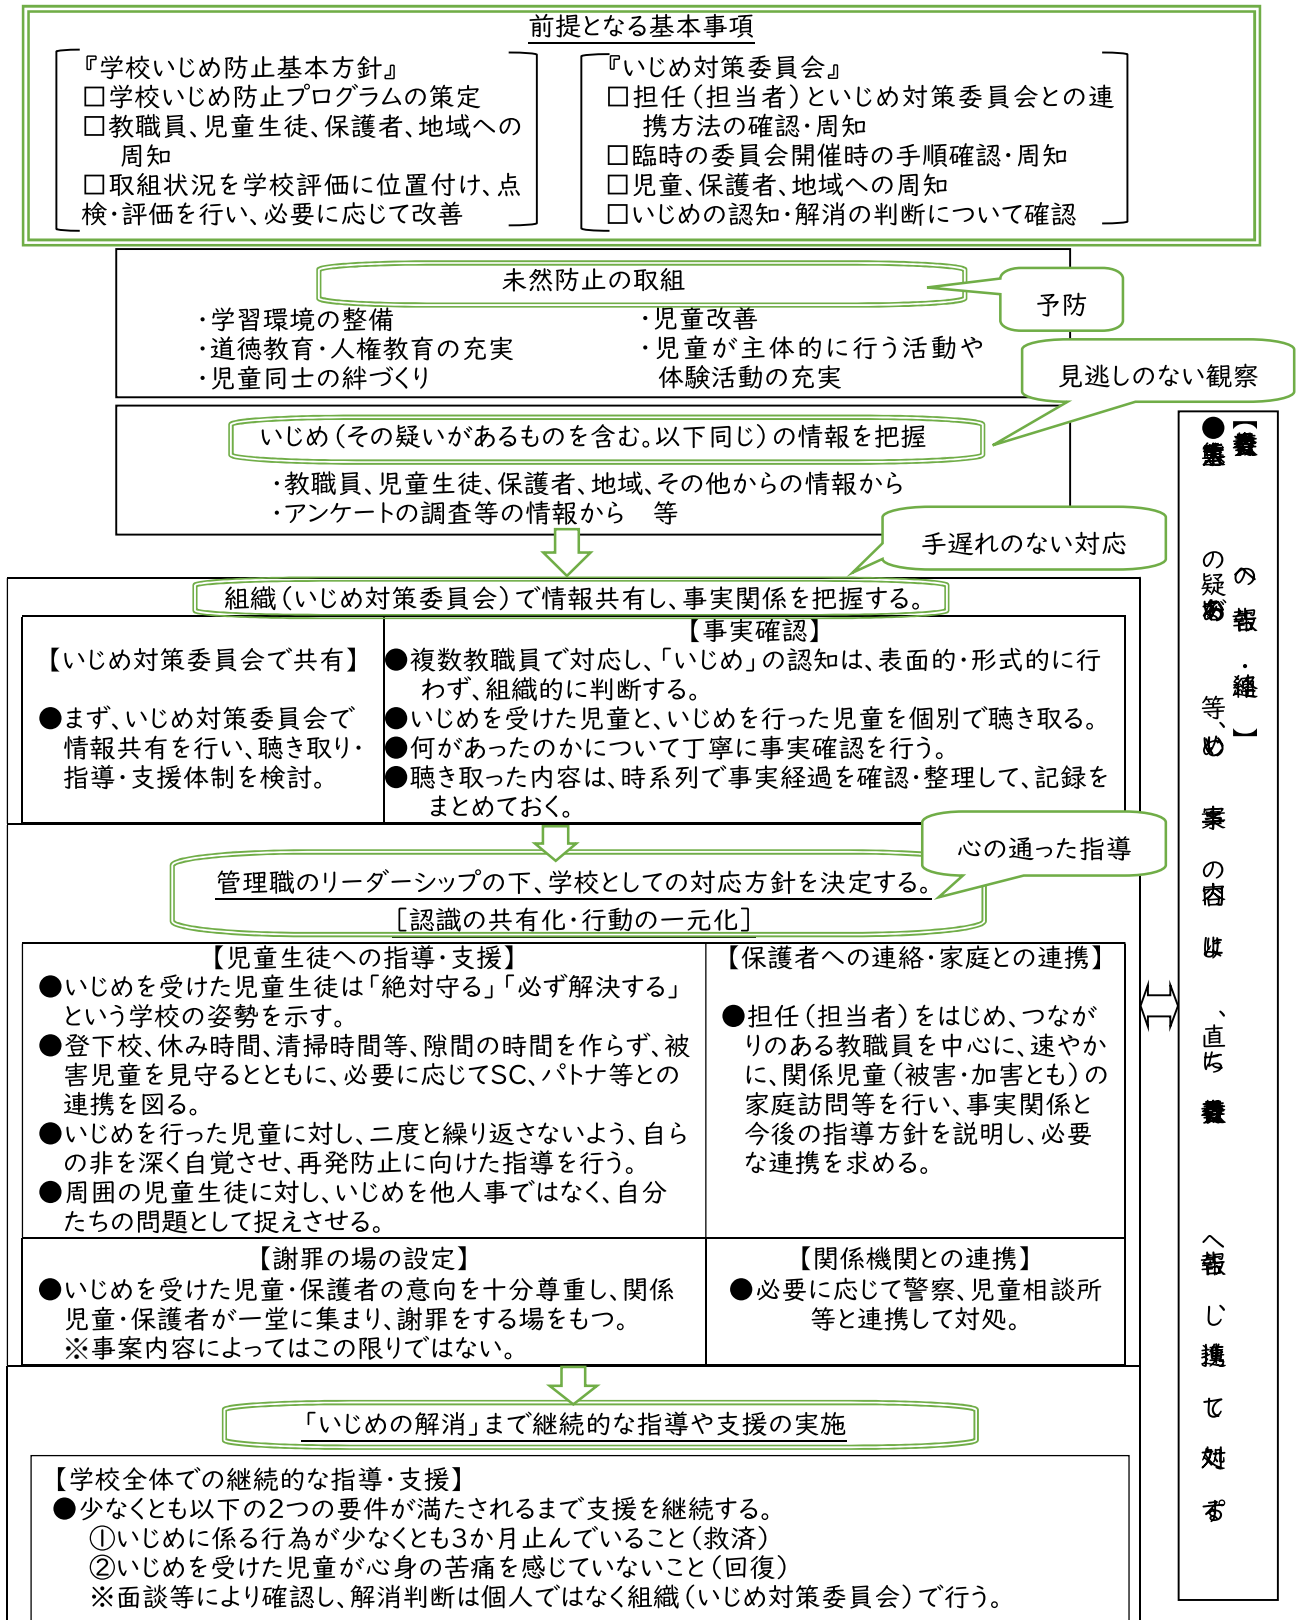 前提となる基本事項
『学校いじめ防止基本方針』
□学校いじめ防止プログラムの策定
□教職員、児童生徒、保護者、地域への
周知
□取組状況を学校評価に位置付け、点
検・評価を行い、必要に応じて改善
『いじめ対策委員会』
□担任（担当者）といじめ対策委員会との連
携方法の確認・周知
□臨時の委員会開催時の手順確認・周知
□児童、保護者、地域への周知
□いじめの認知・解消の判断について確認
未然防止の取組
予防
・学習環境の整備
・道徳教育・人権教育の充実
・児童同士の絆づくり
・児童改善
・児童が主体的に行う活動や
体験活動の充実
見逃しのない観察
いじめ（その疑いがあるものを含む。以下同じ）の情報を把握
・教職員、児童生徒、保護者、地域、その他からの情報から
・アンケートの調査等の情報から　等
手遅れのない対応
組織（いじめ対策委員会）で情報共有し、事実関係を把握する。
【いじめ対策委員会で共有】
●まず、いじめ対策委員会で
情報共有を行い、聴き取り・
指導・支援体制を検討。
【事実確認】
●複数教職員で対応し、「いじめ」の認知は、表面的・形式的に行
わず、組織的に判断する。
●いじめを受けた児童と、いじめを行った児童を個別で聴き取る。
●何があったのかについて丁寧に事実確認を行う。
●聴き取った内容は、時系列で事実経過を確認・整理して、記録を
まとめておく。
心の通った指導
管理職のリーダーシップの下、学校としての対応方針を決定する。
［認識の共有化・行動の一元化］
【児童生徒への指導・支援】
●いじめを受けた児童生徒は「絶対守る」「必ず解決する」
という学校の姿勢を示す。
●登下校、休み時間、清掃時間等、隙間の時間を作らず、被
害児童を見守るとともに、必要に応じてSC、パトナ等との
連携を図る。
●いじめを行った児童に対し、二度と繰り返さないよう、自ら
の非を深く自覚させ、再発防止に向けた指導を行う。
●周囲の児童生徒に対し、いじめを他人事ではなく、自分
たちの問題として捉えさせる。
【保護者への連絡・家庭との連携】
●担任（担当者）をはじめ、つなが
りのある教職員を中心に、速やか
に、関係児童（被害・加害とも）の
家庭訪問等を行い、事実関係と
今後の指導方針を説明し、必要
な連携を求める。
【謝罪の場の設定】
●いじめを受けた児童・保護者の意向を十分尊重し、関係
児童・保護者が一堂に集まり、謝罪をする場をもつ。
※事案内容によってはこの限りではない。
【関係機関との連携】
●必要に応じて警察、児童相談所
等と連携して対処。
「いじめの解消」まで継続的な指導や支援の実施
【学校全体での継続的な指導・支援】
●少なくとも以下の２つの要件が満たされるまで支援を継続する。
①いじめに係る行為が少なくとも３か月止んでいること（救済）
②いじめを受けた児童が心身の苦痛を感じていないこと（回復）
※面談等により確認し、解消判断は個人ではなく組織（いじめ対策委員会）で行う。